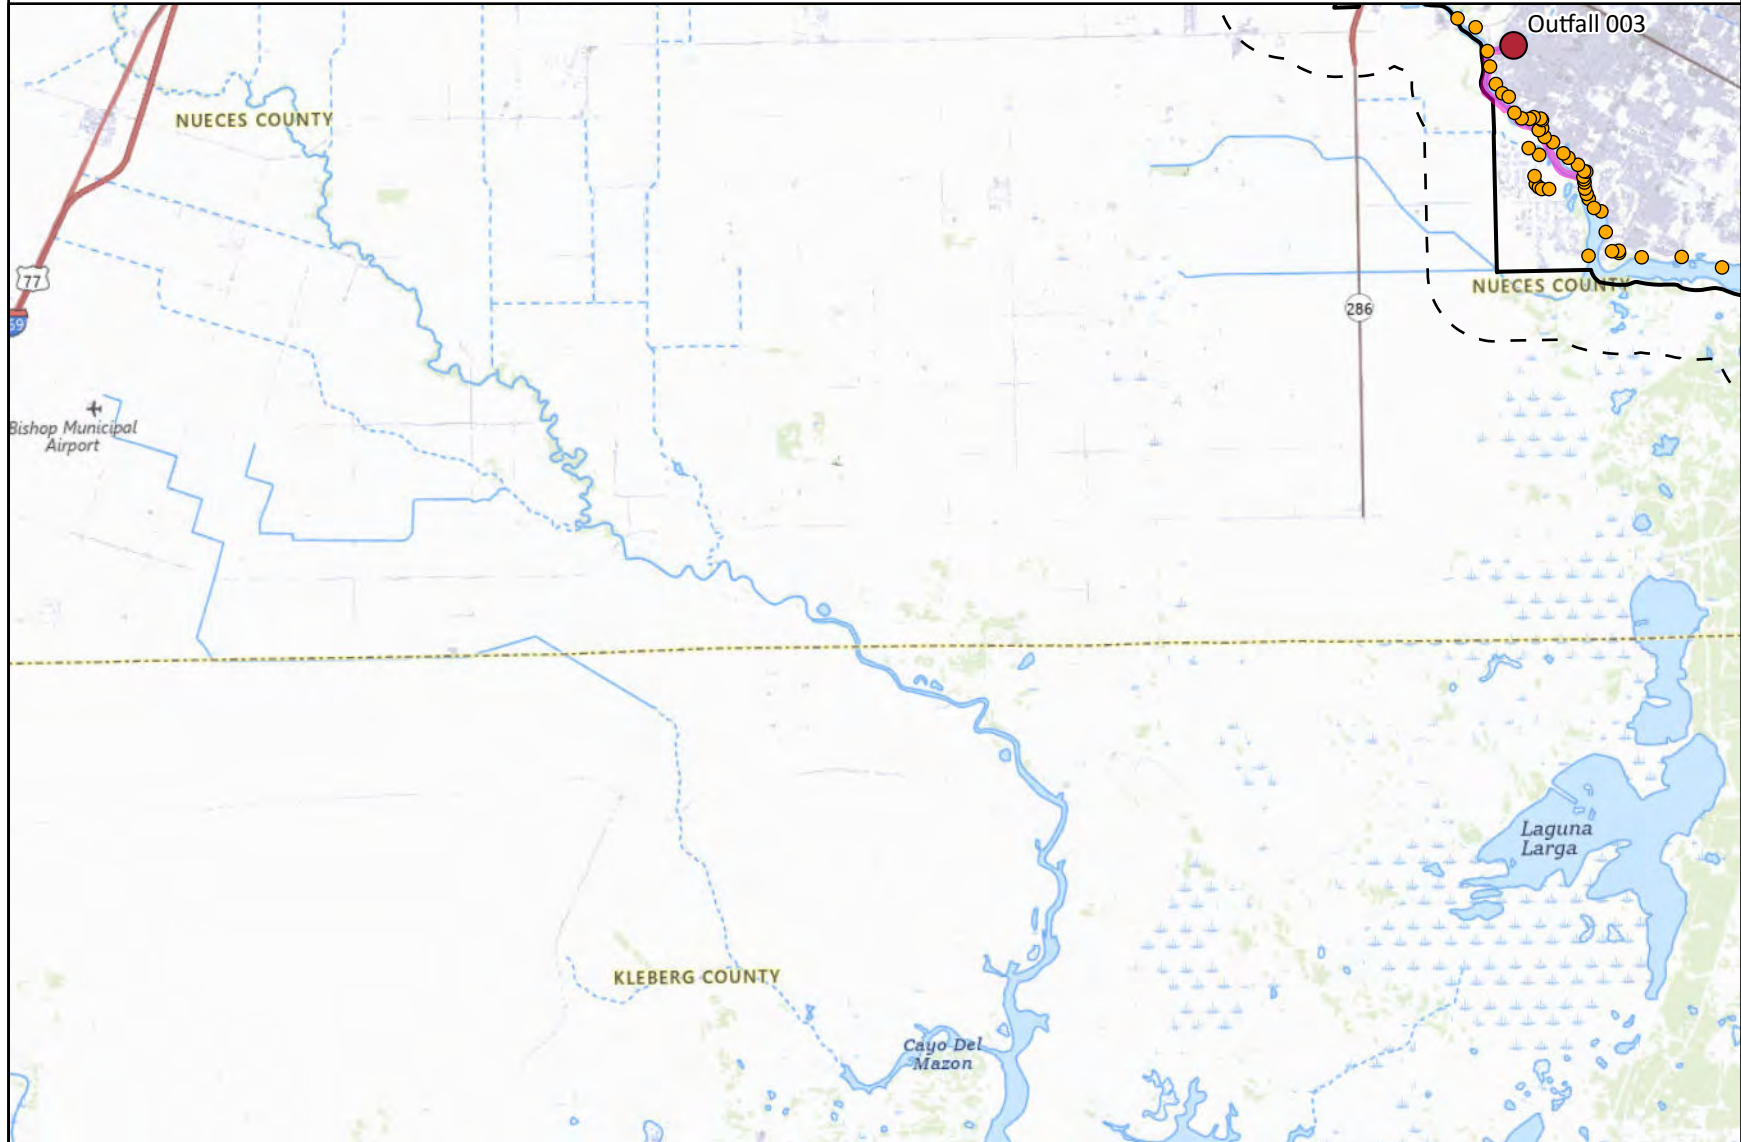 Outfall 003
NUECES COUNTY
77
69
NUECES COUNTY
286
Bishop Municipal
Airport
Laguna
Larga
KLEBERG COUNTY
Cayo Del
Mazon